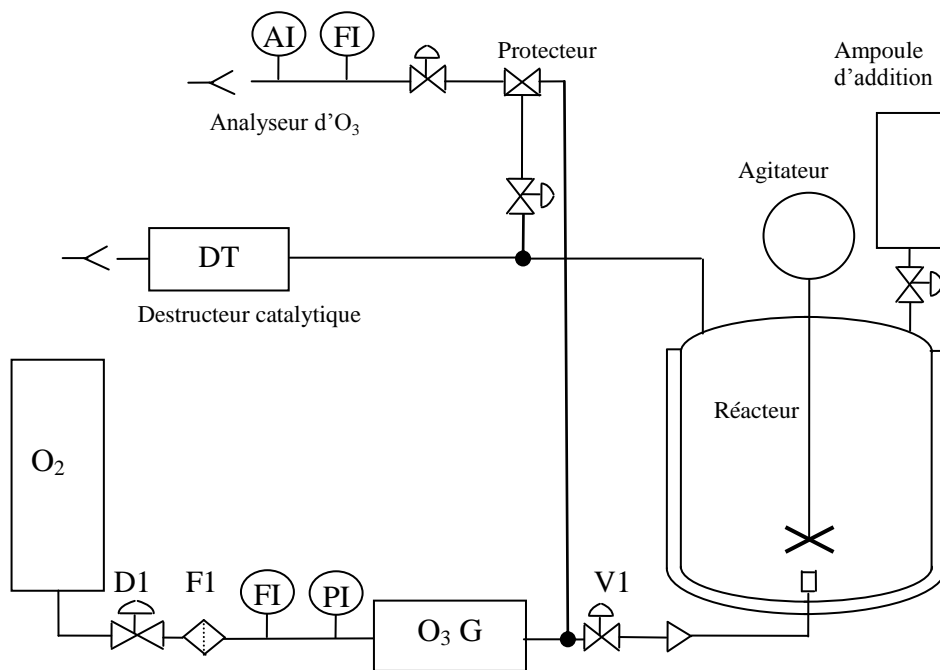 AI
FI
Protecteur
Ampoule
d'addition
Analyseur d'O₃
Agitateur
DT
Destructeur catalytique
Réacteur
O₂
D1
F1
FI
PI
V1
O₃ G